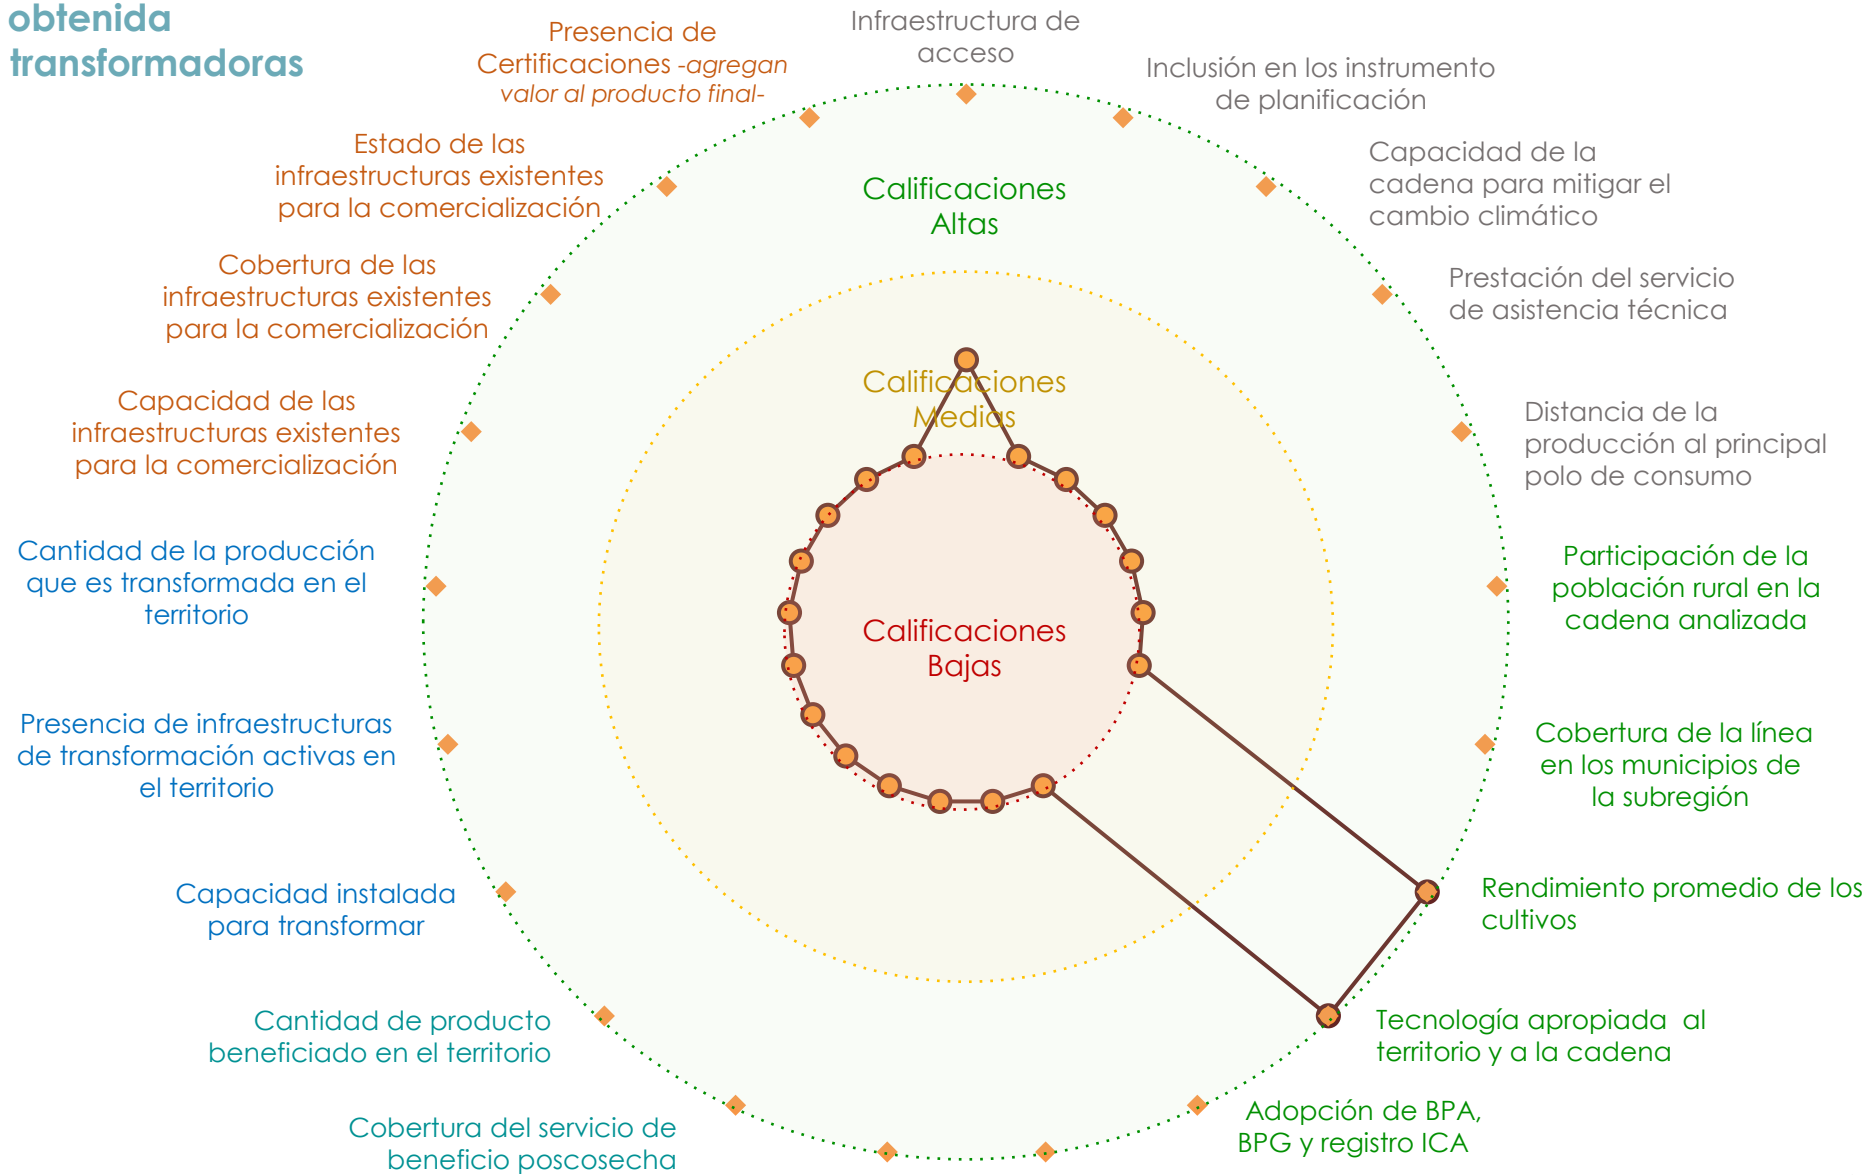 obtenida
transformadoras
Infraestructura de
acceso
Inclusión en los instrumento
de planificación
Capacidad de la
cadena para mitigar el
cambio climático
Prestación del servicio
de asistencia técnica
Distancia de la
producción al principal
polo de consumo
Participación de la
población rural en la
cadena analizada
Cobertura de la línea
en los municipios de
la subregión
Rendimiento promedio de los
cultivos
Tecnología apropiada al
territorio y a la cadena
Adopción de BPA,
BPG y registro ICA
Cobertura del servicio de
beneficio poscosecha
Cantidad de producto
beneficiado en el territorio
Capacidad instalada
para transformar
Presencia de infraestructuras
de transformación activas en
el territorio
Cantidad de la producción
que es transformada en el
territorio
Capacidad de las
infraestructuras existentes
para la comercialización
Cobertura de las
infraestructuras existentes
para la comercialización
Estado de las
infraestructuras existentes
para la comercialización
Presencia de
Certificaciones -agregan
valor al producto final-
Calificaciones
Altas
Calificaciones
Medias
Calificaciones
Bajas